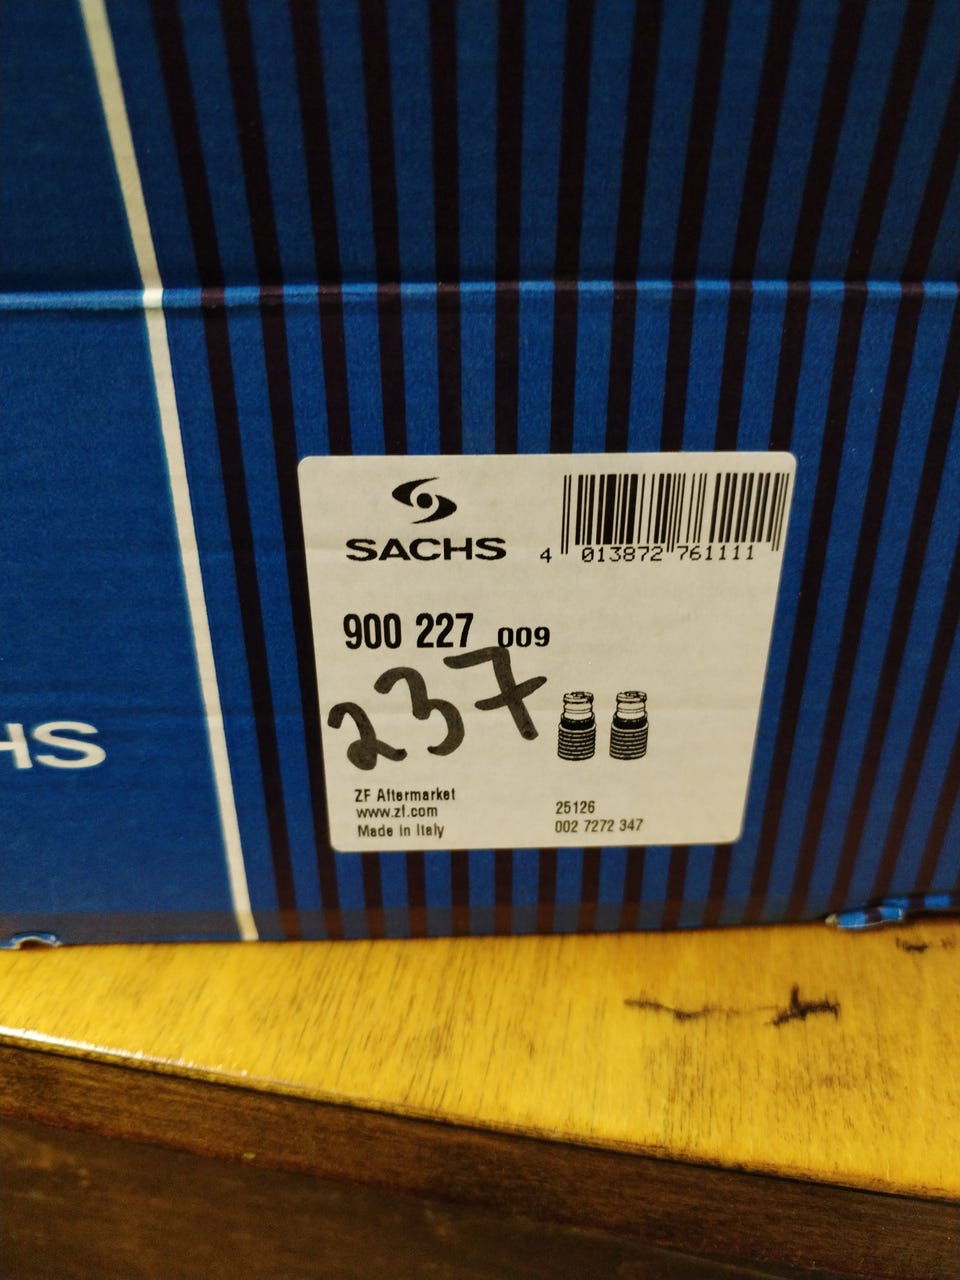 SACHS
4 013872 761111
900 227 009
237
HS
ZF Aftermarket
www.zf.com
Made in Italy
25126
002 7272 347